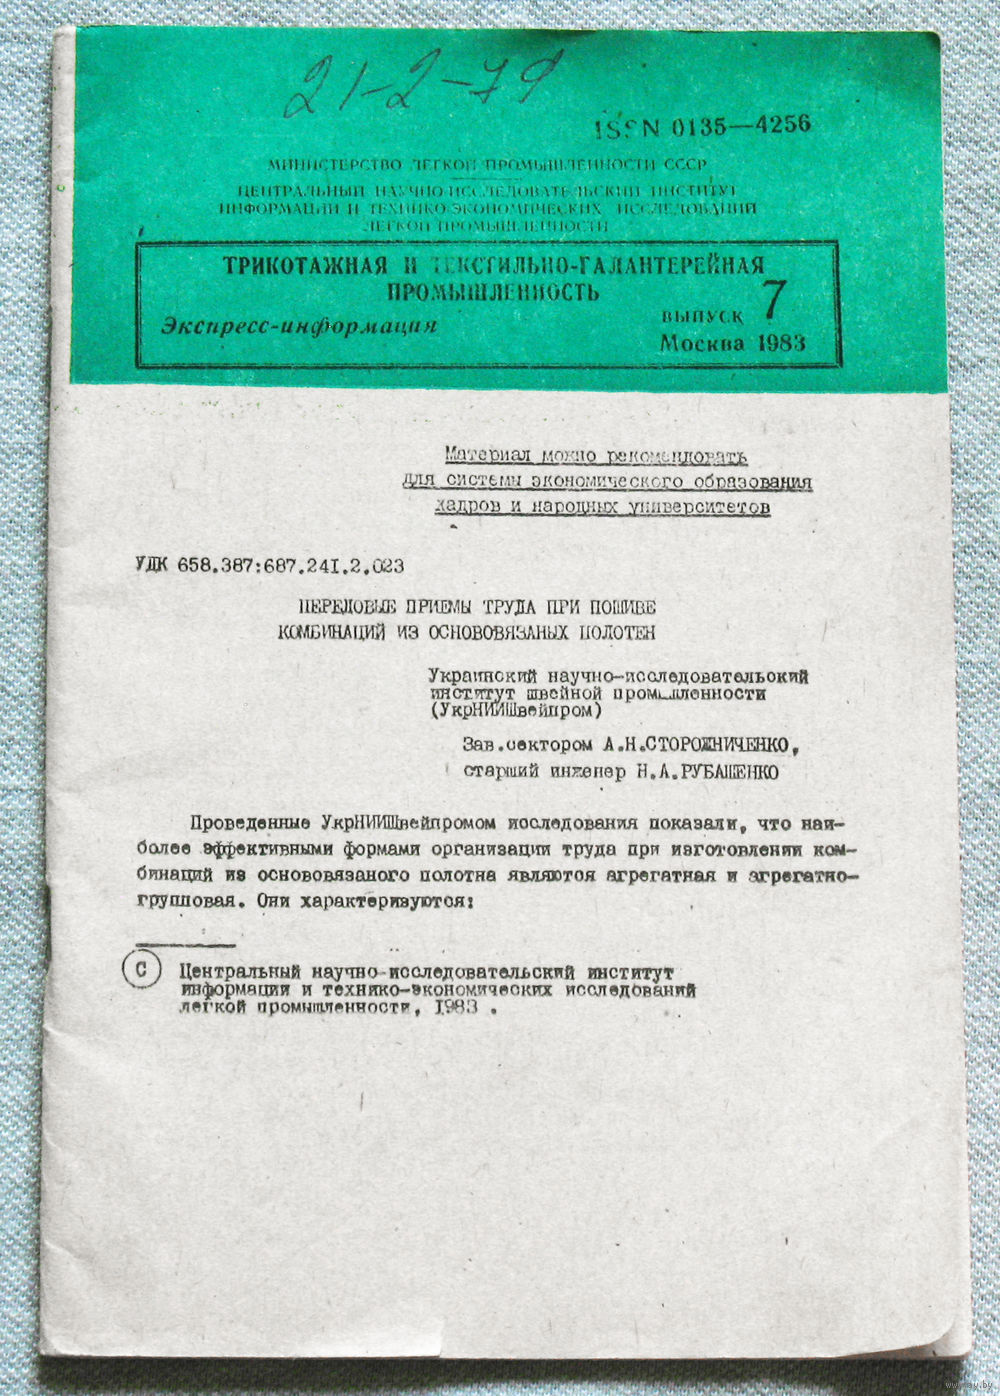 21-2-79
ISSN 0135—4256
МИНИСТЕРСТВО ЛЕГКОЙ ПРОМЫШЛЕННОСТИ СССР
ЦЕНТРАЛЬНЫЙ НАУЧНО-ИССЛЕДОВАТЕЛЬСКИЙ ИНСТИТУТ
ИНФОРМАЦИИ И ТЕХНИКО-ЭКОНОМИЧЕСКИХ ИССЛЕДОВАНИЙ
ЛЕГКОЙ ПРОМЫШЛЕННОСТИ
ТРИКОТАЖНАЯ И ТЕКСТИЛЬНО-ГАЛАНТЕРЕЙНАЯ
ПРОМЫШЛЕННОСТЬ
Экспресс-информация
ВЫПУСК 7
Москва 1983
Материал можно рекомендовать
для системы экономического образования
кадров и народных университетов
УДК 658.387:687.241.2.023
ПЕРЕДОВЫЕ ПРИЕМЫ ТРУДА ПРИ ПОШИВЕ
КОМБИНАЦИЙ ИЗ ОСНОВОВЯЗАНЫХ ПОЛОТЕН
Украинский научно-исследовательский
институт швейной промышленности
(УкрНИИШвейпром)
Зав.сектором А.Н.СТОРОЖНИЧЕНКО,
старший инженер Н.А.РУБАШЕНКО
Проведенные УкрНИИШвейпромом исследования показали, что наи-
более эффективными формами организации труда при изготовлении ком-
бинаций из основовязаного полотна являются агрегатная и агрегатно-
групповая. Они характеризуются:
© Центральный научно-исследовательский институт
информации и технико-экономических исследований
легкой промышленности, 1983 .
www.ay.by